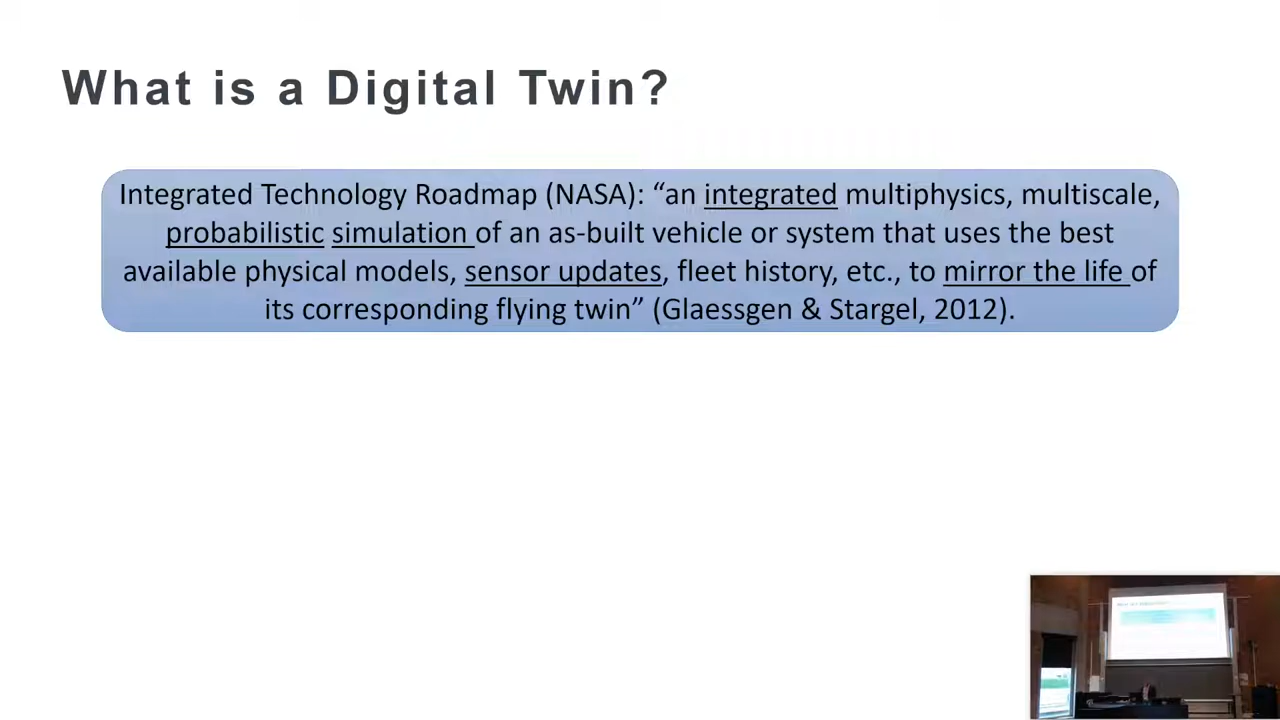 What is a Digital Twin?
Integrated Technology Roadmap (NASA): “an integrated multiphysics, multiscale,
probabilistic simulation of an as-built vehicle or system that uses the best
available physical models, sensor updates, fleet history, etc., to mirror the life of
its corresponding flying twin” (Glaessgen & Stargel, 2012).